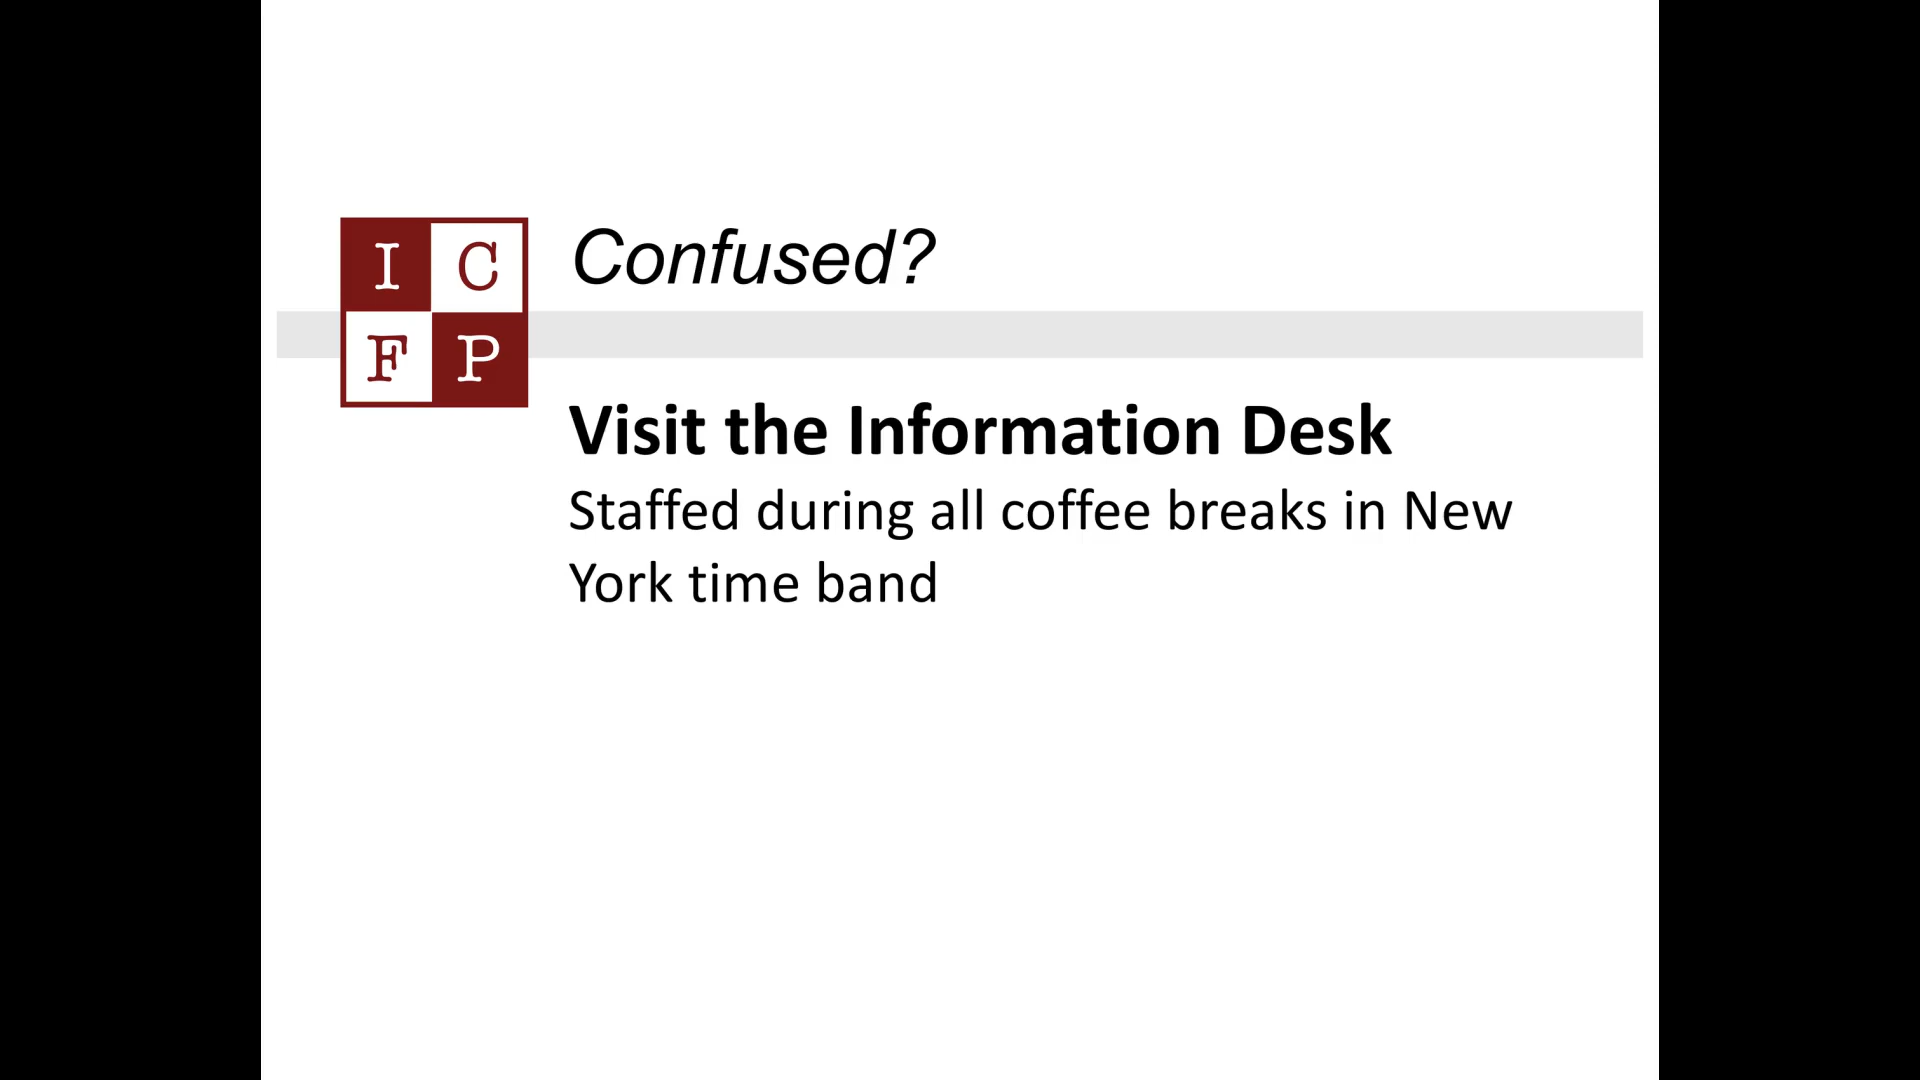 I C
F P
Confused?
Visit the Information Desk
Staffed during all coffee breaks in New
York time band